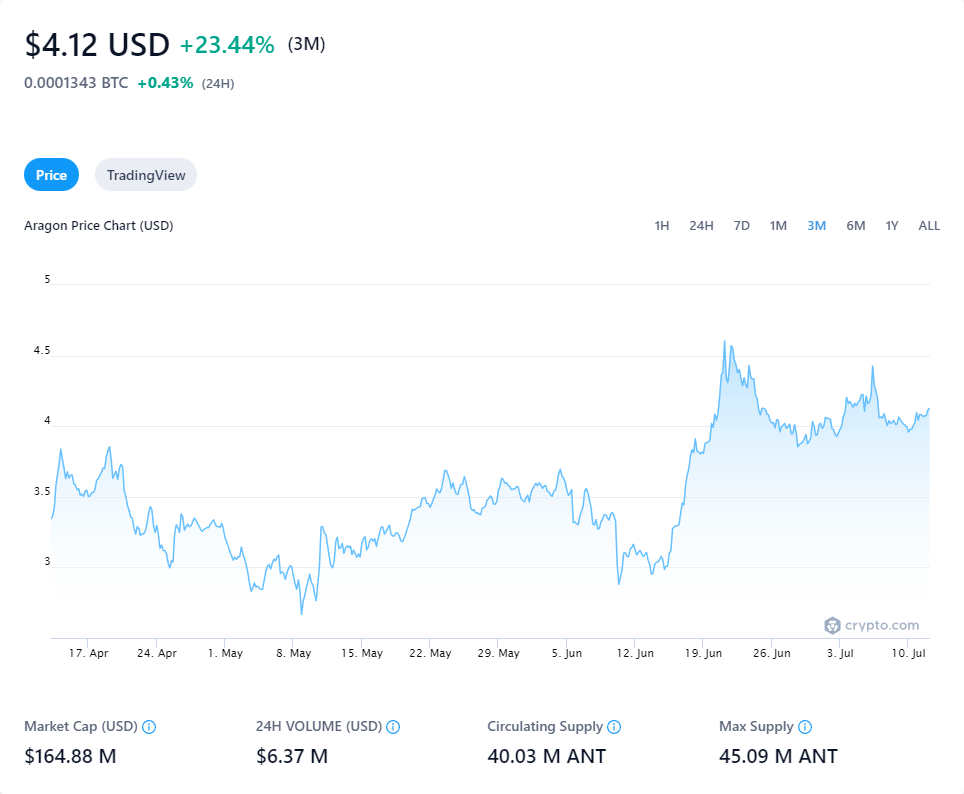 $4.12 USD +23.44% (3M)
0.0001343 BTC +0.43% (24H)
Price TradingView
Aragon Price Chart (USD) 1H 24H 7D 1M 3M 6M 1Y ALL
5
4.5
4
3.5
3
crypto.com
17. Apr 24. Apr 1. May 8. May 15. May 22. May 29. May 5. Jun 12. Jun 19. Jun 26. Jun 3. Jul 10. Jul
Market Cap (USD) 24H VOLUME (USD) Circulating Supply Max Supply
$164.88 M $6.37 M 40.03 M ANT 45.09 M ANT